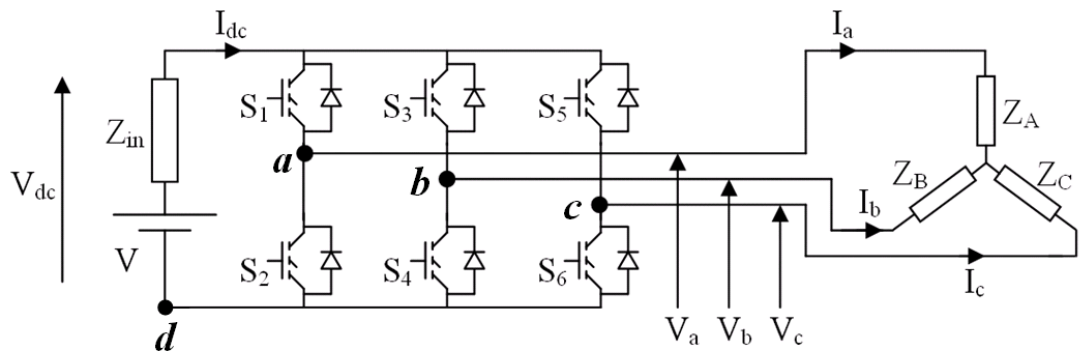 I_dc
I_a
S_1
S_3
S_5
Z_in
Z_A
a
V_dc
b
Z_B
Z_C
c
I_b
V
S_2
S_4
S_6
I_c
d
V_a
V_b
V_c